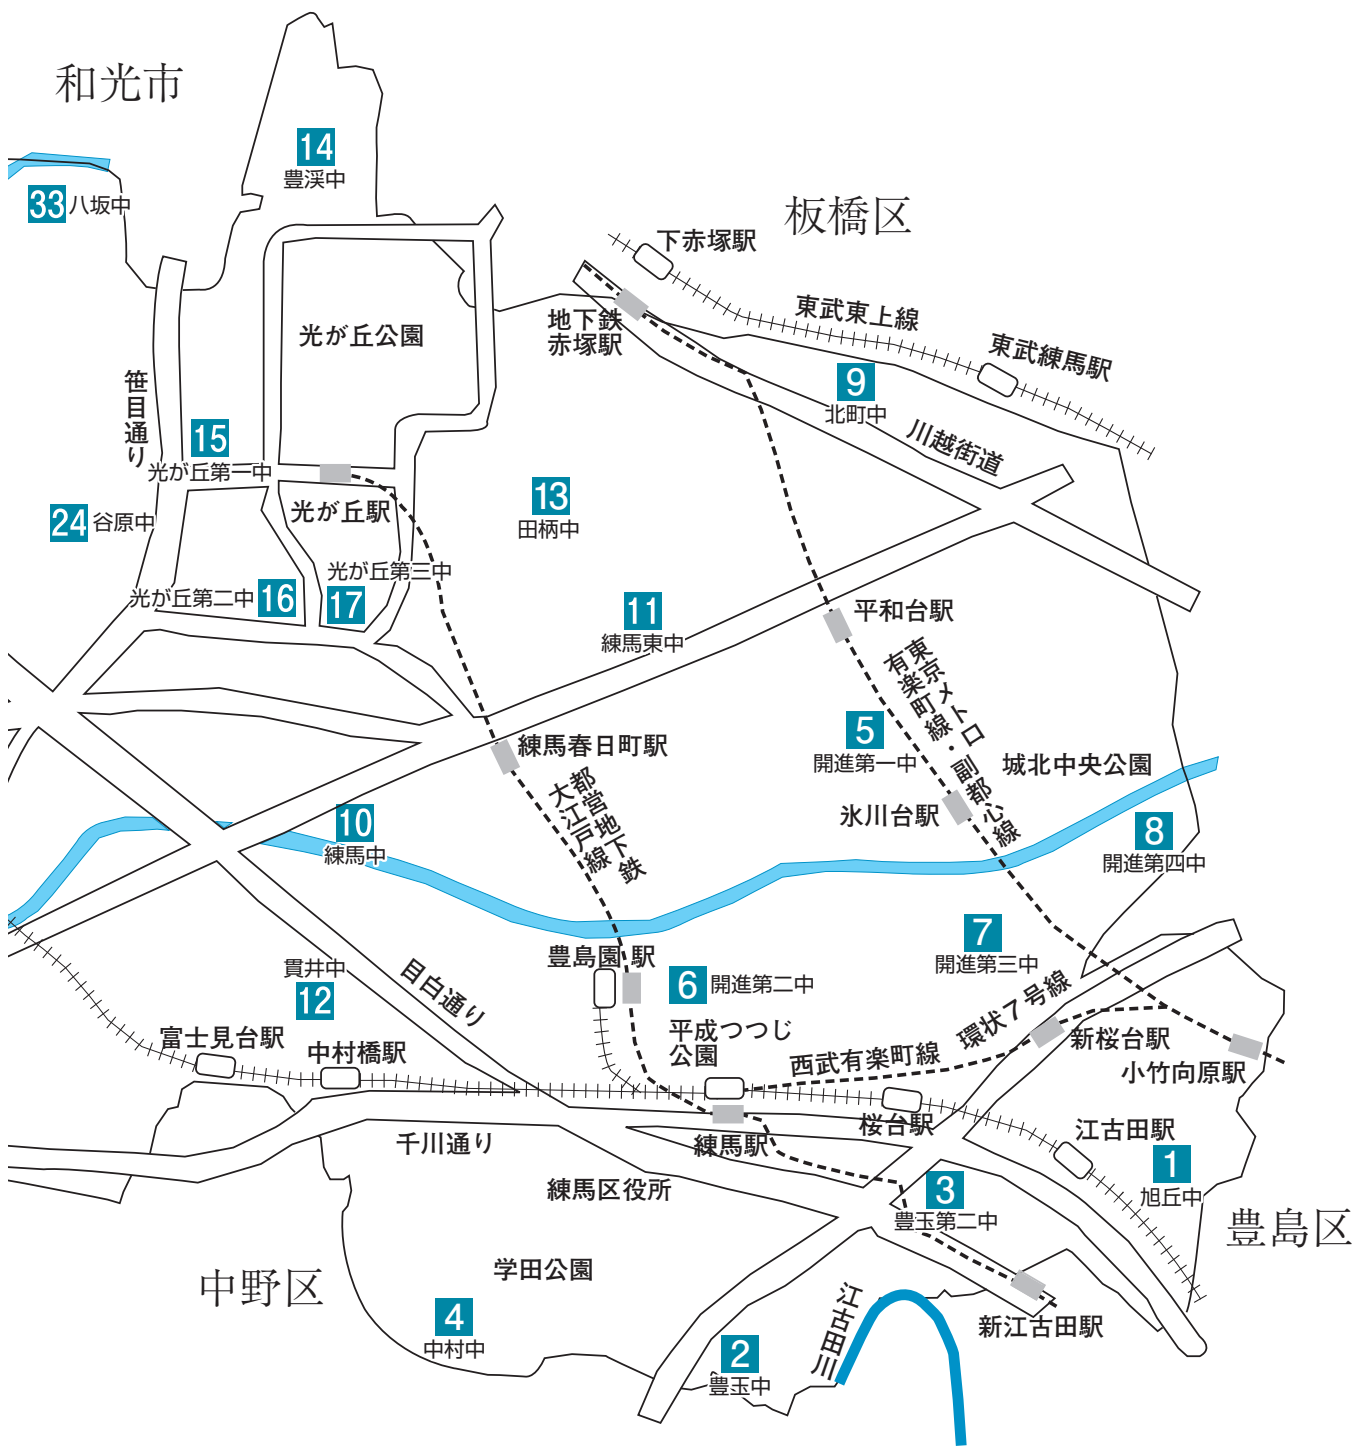 和光市
14
豊渓中
33 八坂中
板橋区
下赤塚駅
東武東上線
東武練馬駅
地下鉄
赤塚駅
光が丘公園
笹目通り
9
北町中
川越街道
15
光が丘第一中
13
田柄中
光が丘駅
24 谷原中
光が丘第三中
17
光が丘第二中 16
11
練馬東中
平和台駅
東京メトロ
有楽町線・副都心線
5
開進第一中
城北中央公園
練馬春日町駅
都営地下鉄
大江戸線
氷川台駅
10
練馬中
8
開進第四中
7
開進第三中
豊島園駅
6 開進第二中
貫井中
12
目白通り
環状7号線
平成つつじ
公園
富士見台駅
中村橋駅
西武有楽町線
新桜台駅
小竹向原駅
千川通り
練馬駅
桜台駅
江古田駅
1
旭丘中
練馬区役所
3
豊玉第二中
豊島区
学田公園
中野区
4
中村中
江古田川
新江古田駅
2
豊玉中